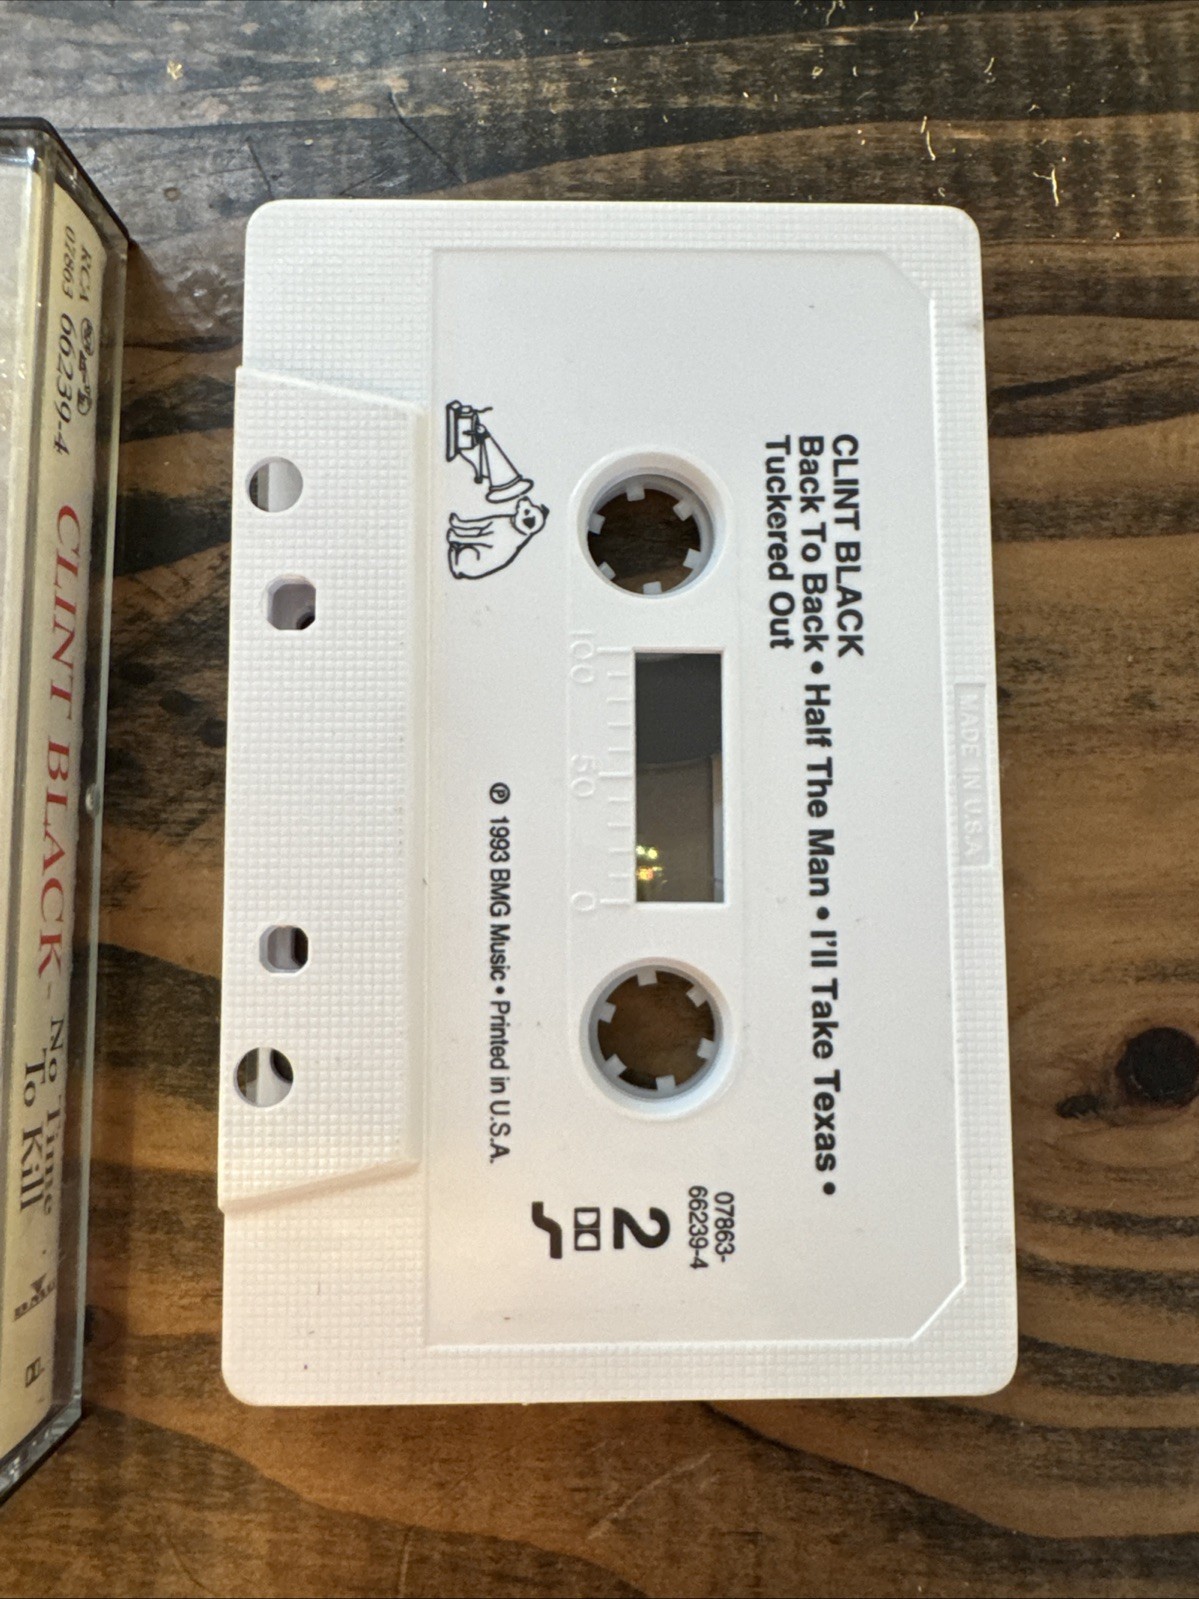 CLINT BLACK
Back To Back • Half The Man • I'll Take Texas •
Tuckered Out
MADE IN U.S.A
07863-
66239-4
2
100 50 0
℗ 1993 BMG Music • Printed in U.S.A.
RCA
07863 66239-4
CLINT BLACK - No Time
To Kill
BMG